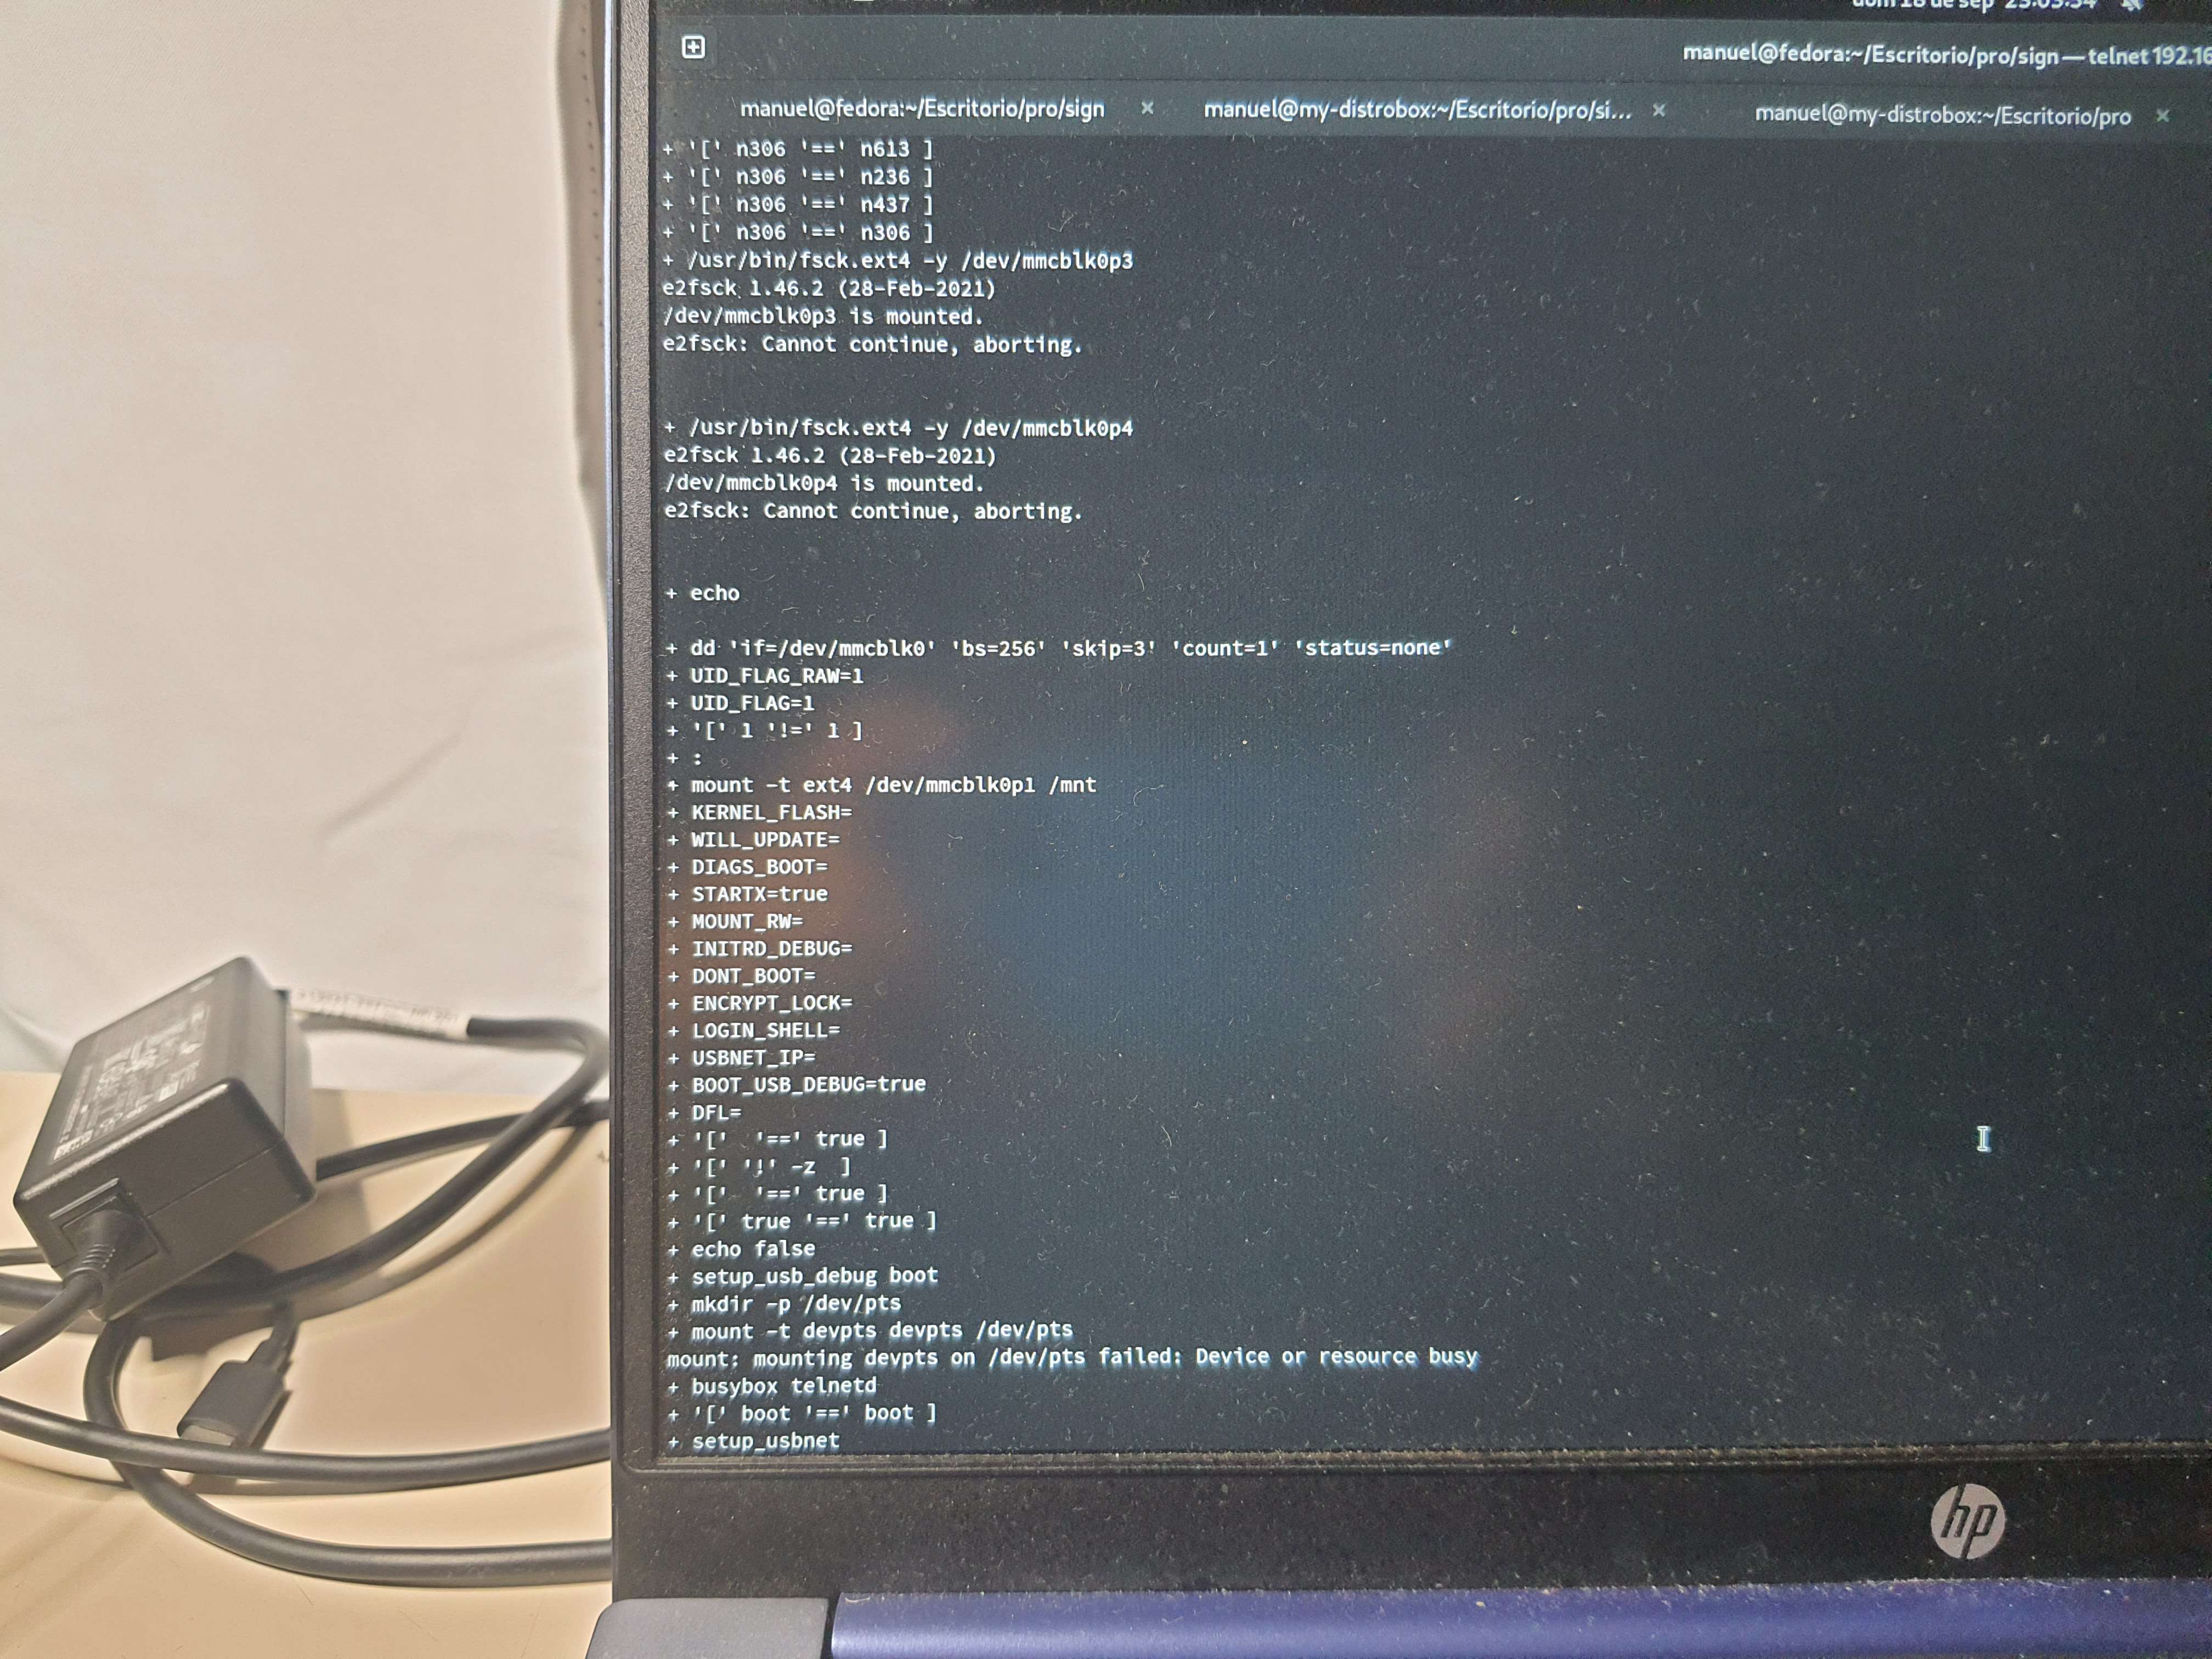 manuel@fedora:~/Escritorio/pro/sign — telnet 192.16
manuel@fedora:~/Escritorio/pro/sign × manuel@my-distrobox:~/Escritorio/pro/si... × manuel@my-distrobox:~/Escritorio/pro ×
+ '[' n306 '==' n613 ]
+ '[' n306 '==' n236 ]
+ '[' n306 '==' n437 ]
+ '[' n306 '==' n306 ]
+ /usr/bin/fsck.ext4 -y /dev/mmcblk0p3
e2fsck 1.46.2 (28-Feb-2021)
/dev/mmcblk0p3 is mounted.
e2fsck: Cannot continue, aborting.
+ /usr/bin/fsck.ext4 -y /dev/mmcblk0p4
e2fsck 1.46.2 (28-Feb-2021)
/dev/mmcblk0p4 is mounted.
e2fsck: Cannot continue, aborting.
+ echo
+ dd 'if=/dev/mmcblk0' 'bs=256' 'skip=3' 'count=1' 'status=none'
+ UID_FLAG_RAW=1
+ UID_FLAG=1
+ '[' 1 '!=' 1 ]
+ :
+ mount -t ext4 /dev/mmcblk0p1 /mnt
+ KERNEL_FLASH=
+ WILL_UPDATE=
+ DIAGS_BOOT=
+ STARTX=true
+ MOUNT_RW=
+ INITRD_DEBUG=
+ DONT_BOOT=
+ ENCRYPT_LOCK=
+ LOGIN_SHELL=
+ USBNET_IP=
+ BOOT_USB_DEBUG=true
+ DFL=
+ '['  '==' true ]
+ '[' '!' -z  ]
+ '['  '==' true ]
+ '[' true '==' true ]
+ echo false
+ setup_usb_debug boot
+ mkdir -p /dev/pts
+ mount -t devpts devpts /dev/pts
mount: mounting devpts on /dev/pts failed: Device or resource busy
+ busybox telnetd
+ '[' boot '==' boot ]
+ setup_usbnet
hp